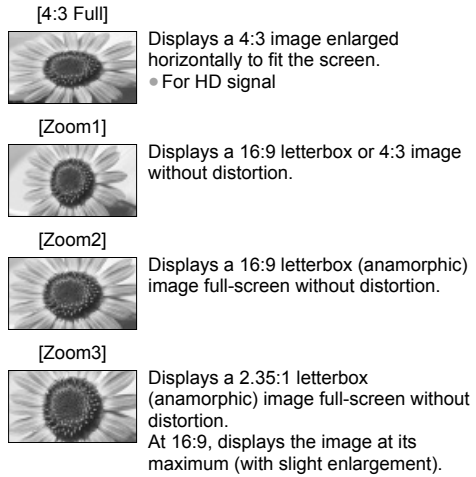 [4:3 Full]
Displays a 4:3 image enlarged
horizontally to fit the screen.
● For HD signal
[Zoom1]
Displays a 16:9 letterbox or 4:3 image
without distortion.
[Zoom2]
Displays a 16:9 letterbox (anamorphic)
image full-screen without distortion.
[Zoom3]
Displays a 2.35:1 letterbox
(anamorphic) image full-screen without
distortion.
At 16:9, displays the image at its
maximum (with slight enlargement).